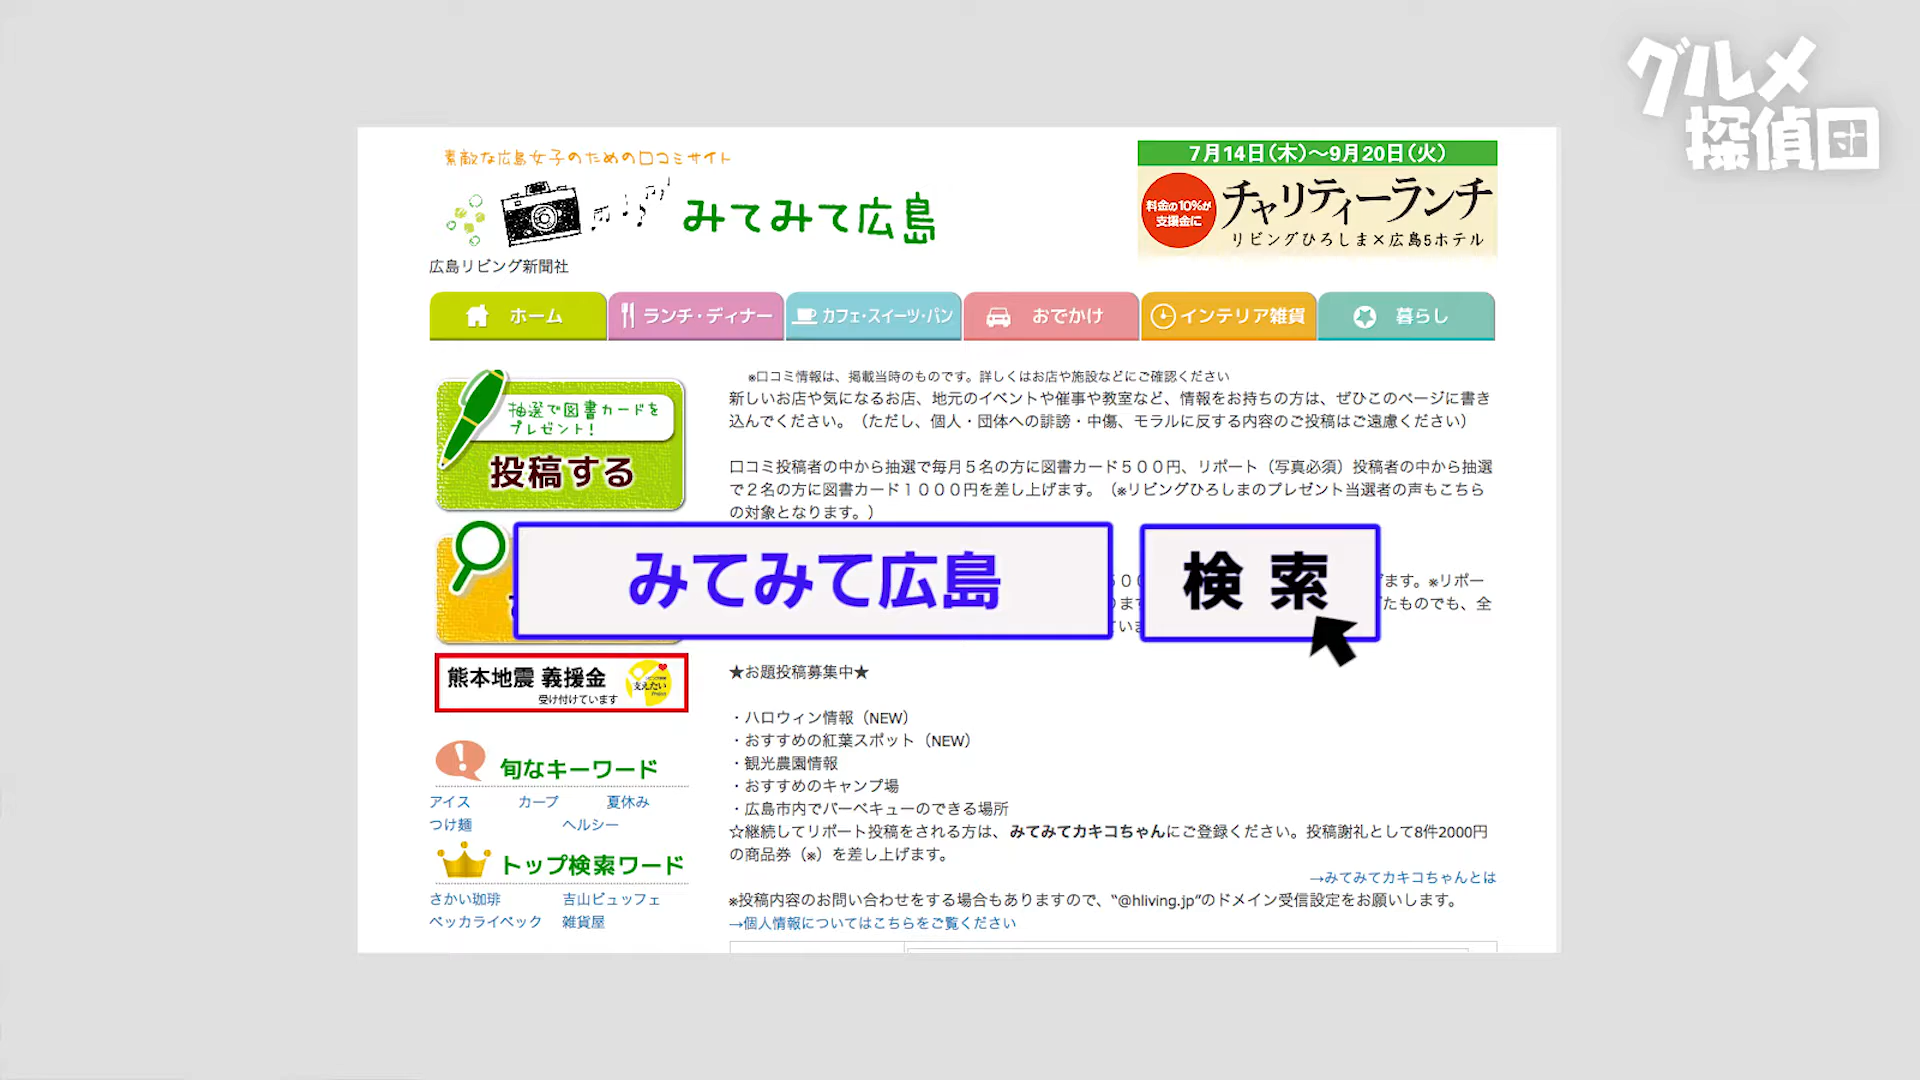 グルメ
探偵団
素敵な広島女子のための口コミサイト
みてみて広島
広島リビング新聞社
7月14日(木)～9月20日(火)
料金の10%が
支援金に
チャリティーランチ
リビングひろしま×広島5ホテル
ホーム
ランチ・ディナー
カフェ・スイーツ・パン
おでかけ
インテリア雑貨
暮らし
抽選で図書カードを
プレゼント!
投稿する
※口コミ情報は、掲載当時のものです。詳しくはお店や施設などにご確認ください
新しいお店や気になるお店、地元のイベントや催事や教室など、情報をお持ちの方は、ぜひこのページに書き
込んでください。（ただし、個人・団体への誹謗・中傷、モラルに反する内容のご投稿はご遠慮ください）
口コミ投稿者の中から抽選で毎月５名の方に図書カード５００円、リポート（写真必須）投稿者の中から抽選
で２名の方に図書カード１０００円を差し上げます。（※リビングひろしまのプレゼント当選者の声もこちら
の対象となります。）
みてみて広島
検索
ます。※リポー
たものでも、全
熊本地震 義援金
受け付けています
支えたい
★お題投稿募集中★
・ハロウィン情報（NEW）
・おすすめの紅葉スポット（NEW）
・観光農園情報
・おすすめのキャンプ場
・広島市内でバーベキューのできる場所
☆継続してリポート投稿をされる方は、みてみてカキコちゃんにご登録ください。投稿謝礼として8件2000円
の商品券（※）を差し上げます。
→みてみてカキコちゃんとは
※投稿内容のお問い合わせをする場合もありますので、“@hliving.jp”のドメイン受信設定をお願いします。
→個人情報についてはこちらをご覧ください
旬なキーワード
アイス カープ 夏休み
つけ麺 ヘルシー
トップ検索ワード
さかい珈琲 吉山ビュッフェ
ベッカライペック 雑貨屋